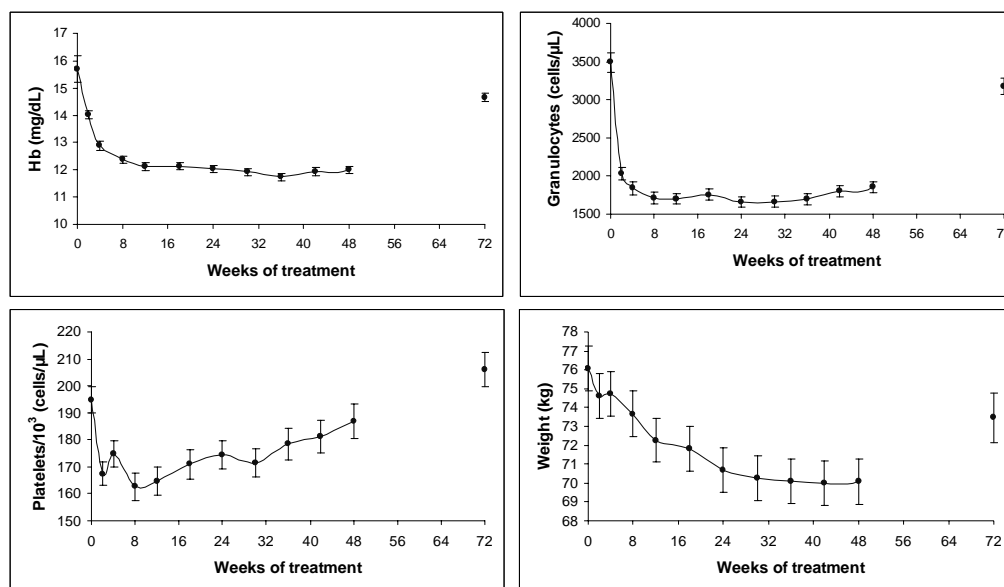 Hb (mg/dL)
17
16
15
14
13
12
11
10
0 8 16 24 32 40 48 56 64 72
Weeks of treatment
Granulocytes (cells/µL)
4000
3500
3000
2500
2000
1500
0 8 16 24 32 40 48 56 64 72
Weeks of treatment
Platelets/10³ (cells/µL)
220
210
200
190
180
170
160
150
0 8 16 24 32 40 48 56 64 72
Weeks of treatment
Weight (kg)
78
77
76
75
74
73
72
71
70
69
68
0 8 16 24 32 40 48 56 64 72
Weeks of treatment